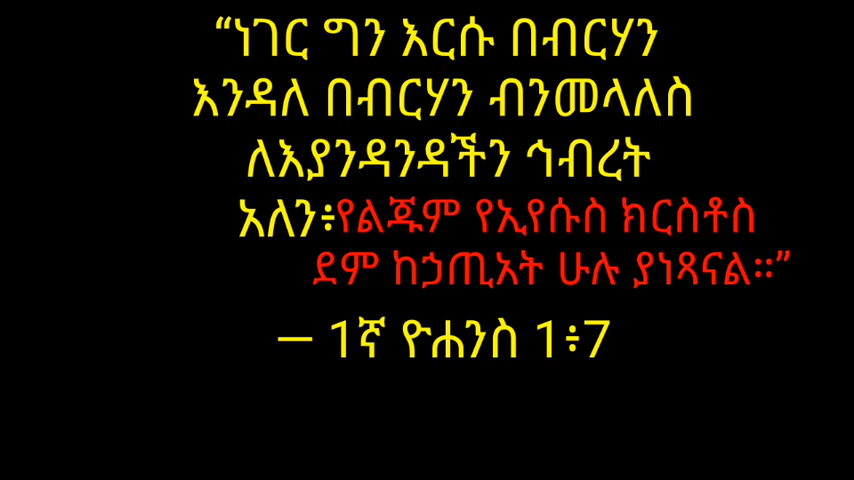 “ነገር ግን እርሱ በብርሃን
እንዳለ በብርሃን ብንመላለስ
ለእያንዳንዳችን ኅብረት
አለን፥የልጁም የኢየሱስ ክርስቶስ
ደም ከኃጢአት ሁሉ ያነጻናል።”
— 1ኛ ዮሐንስ 1፥7